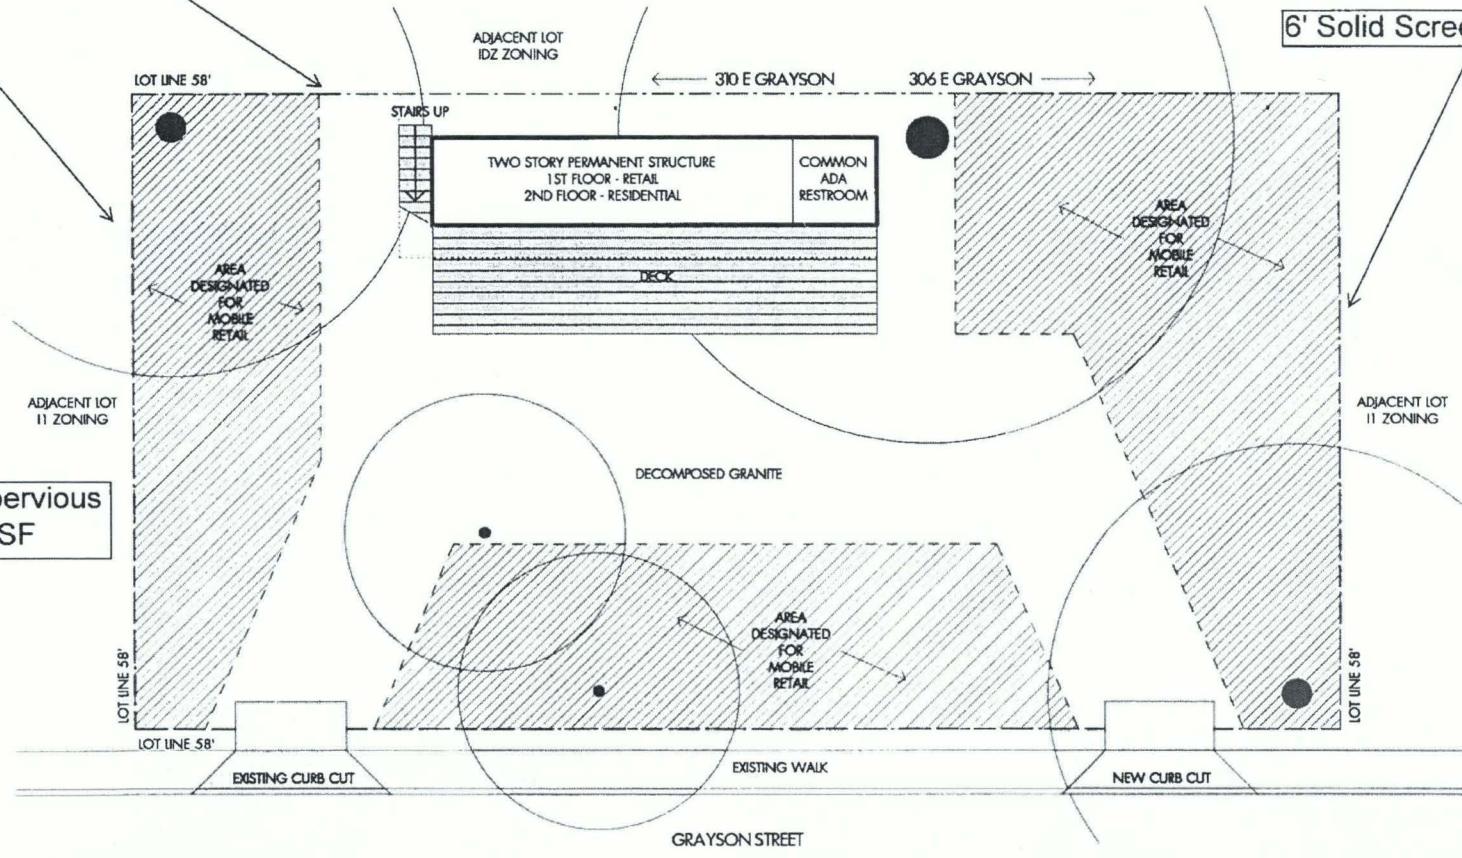 ADJACENT LOT
IDZ ZONING
6' Solid
LOT LINE 58'
310 E GRAYSON
306 E GRAYSON
STAIRS UP
TWO STORY PERMANENT STRUCTURE
1ST FLOOR - RETAIL
2ND FLOOR - RESIDENTIAL
COMMON
ADA
RESTROOM
AREA
DESIGNATED
FOR
MOBILE
RETAIL
AREA
DESIGNATED
FOR
MOBILE
RETAIL
DECK
ADJACENT LOT
I1 ZONING
ADJACENT LOT
I1 ZONING
DECOMPOSED GRANITE
SF
AREA
DESIGNATED
FOR
MOBILE
RETAIL
LOT LINE 58'
LOT LINE 58'
LOT LINE 58'
EXISTING CURB CUT
EXISTING WALK
NEW CURB CUT
GRAYSON STREET